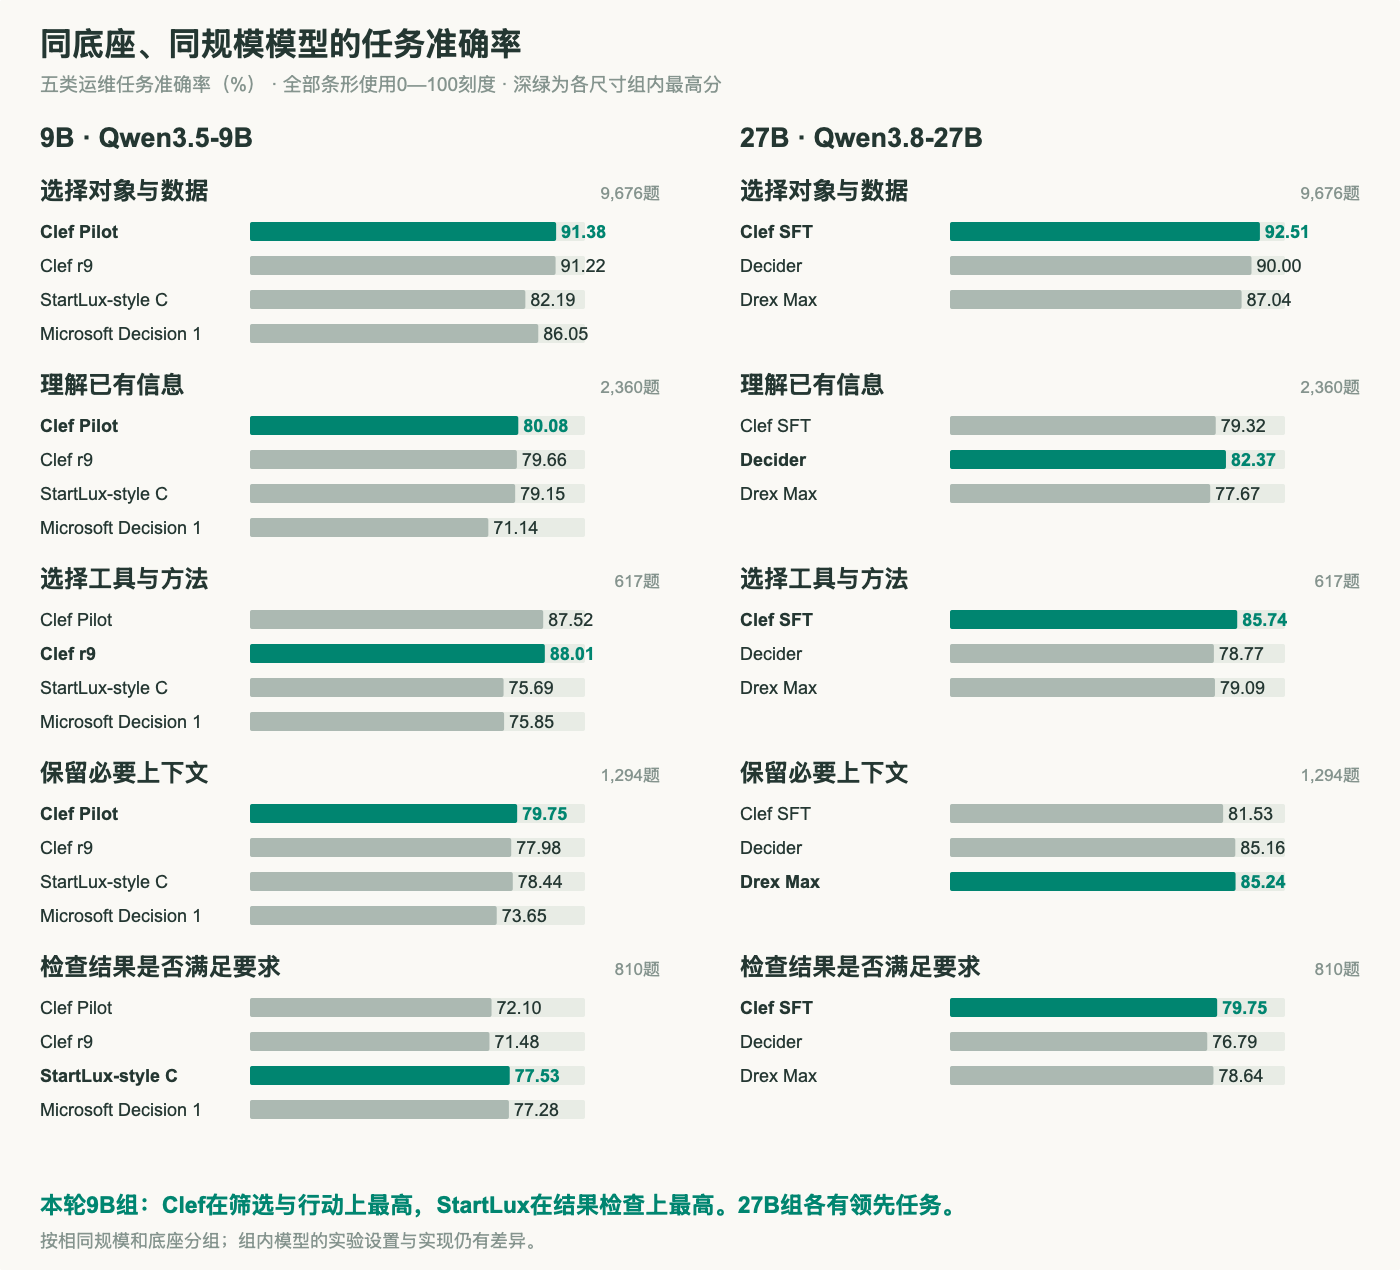 同底座、同规模模型的任务准确率
五类运维任务准确率（%） · 全部条形使用0—100刻度 · 深绿为各尺寸组内最高分
9B · Qwen3.5-9B
选择对象与数据
9,676题
Clef Pilot
91.38
Clef r9
91.22
StartLux-style C
82.19
Microsoft Decision 1
86.05
理解已有信息
2,360题
Clef Pilot
80.08
Clef r9
79.66
StartLux-style C
79.15
Microsoft Decision 1
71.14
选择工具与方法
617题
Clef Pilot
87.52
Clef r9
88.01
StartLux-style C
75.69
Microsoft Decision 1
75.85
保留必要上下文
1,294题
Clef Pilot
79.75
Clef r9
77.98
StartLux-style C
78.44
Microsoft Decision 1
73.65
检查结果是否满足要求
810题
Clef Pilot
72.10
Clef r9
71.48
StartLux-style C
77.53
Microsoft Decision 1
77.28
27B · Qwen3.8-27B
选择对象与数据
9,676题
Clef SFT
92.51
Decider
90.00
Drex Max
87.04
理解已有信息
2,360题
Clef SFT
79.32
Decider
82.37
Drex Max
77.67
选择工具与方法
617题
Clef SFT
85.74
Decider
78.77
Drex Max
79.09
保留必要上下文
1,294题
Clef SFT
81.53
Decider
85.16
Drex Max
85.24
检查结果是否满足要求
810题
Clef SFT
79.75
Decider
76.79
Drex Max
78.64
本轮9B组：Clef在筛选与行动上最高，StartLux在结果检查上最高。27B组各有领先任务。
按相同规模和底座分组；组内模型的实验设置与实现仍有差异。